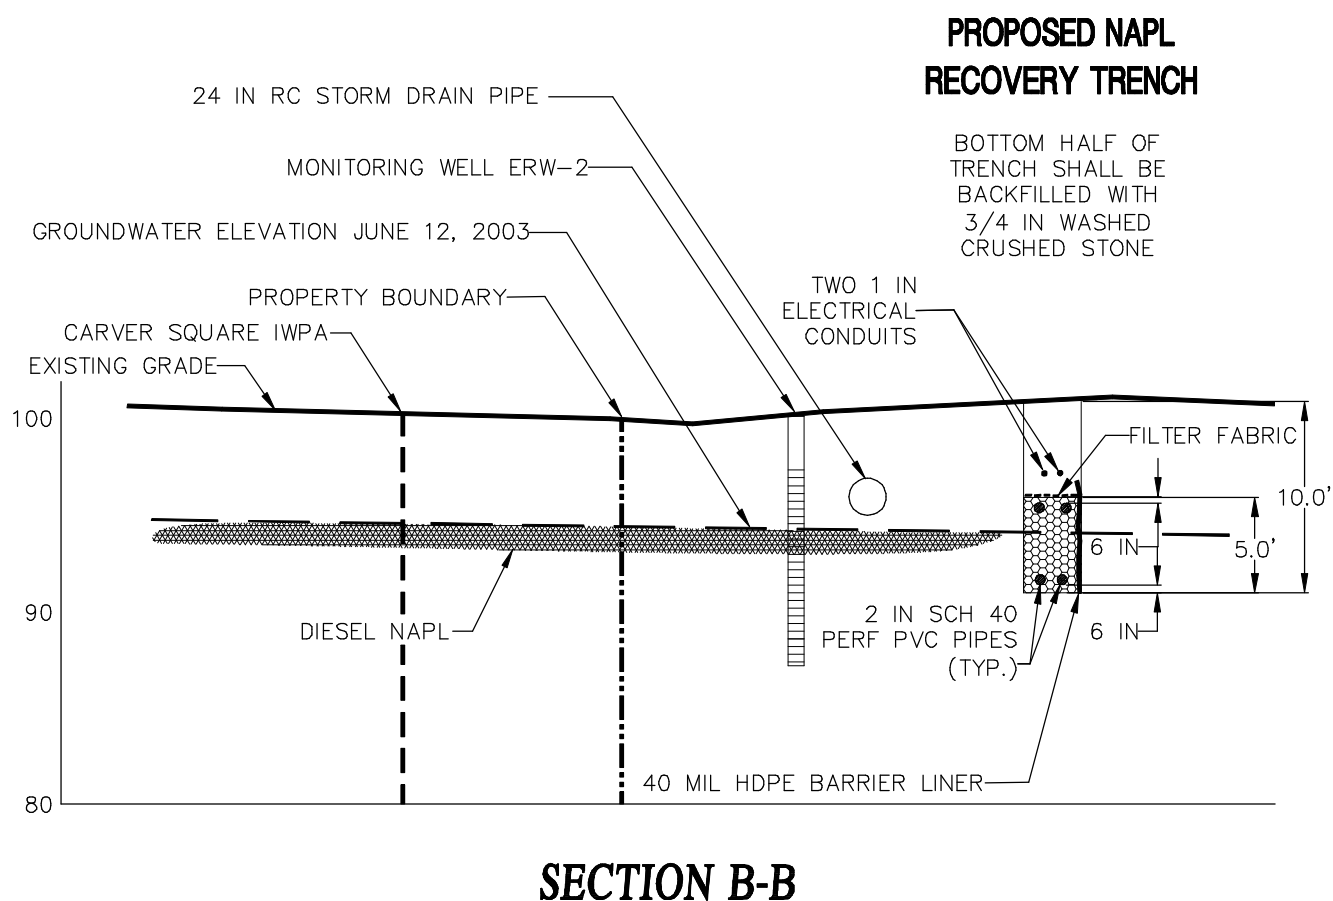 PROPOSED NAPL
RECOVERY TRENCH
24 IN RC STORM DRAIN PIPE
BOTTOM HALF OF
TRENCH SHALL BE
BACKFILLED WITH
3/4 IN WASHED
CRUSHED STONE
MONITORING WELL ERW-2
GROUNDWATER ELEVATION JUNE 12, 2003
TWO 1 IN
ELECTRICAL
CONDUITS
PROPERTY BOUNDARY
CARVER SQUARE IWPA
EXISTING GRADE
100
FILTER FABRIC
10.0'
6 IN
5.0'
90
DIESEL NAPL
2 IN SCH 40
PERF PVC PIPES
(TYP.)
6 IN
40 MIL HDPE BARRIER LINER
80
SECTION B-B